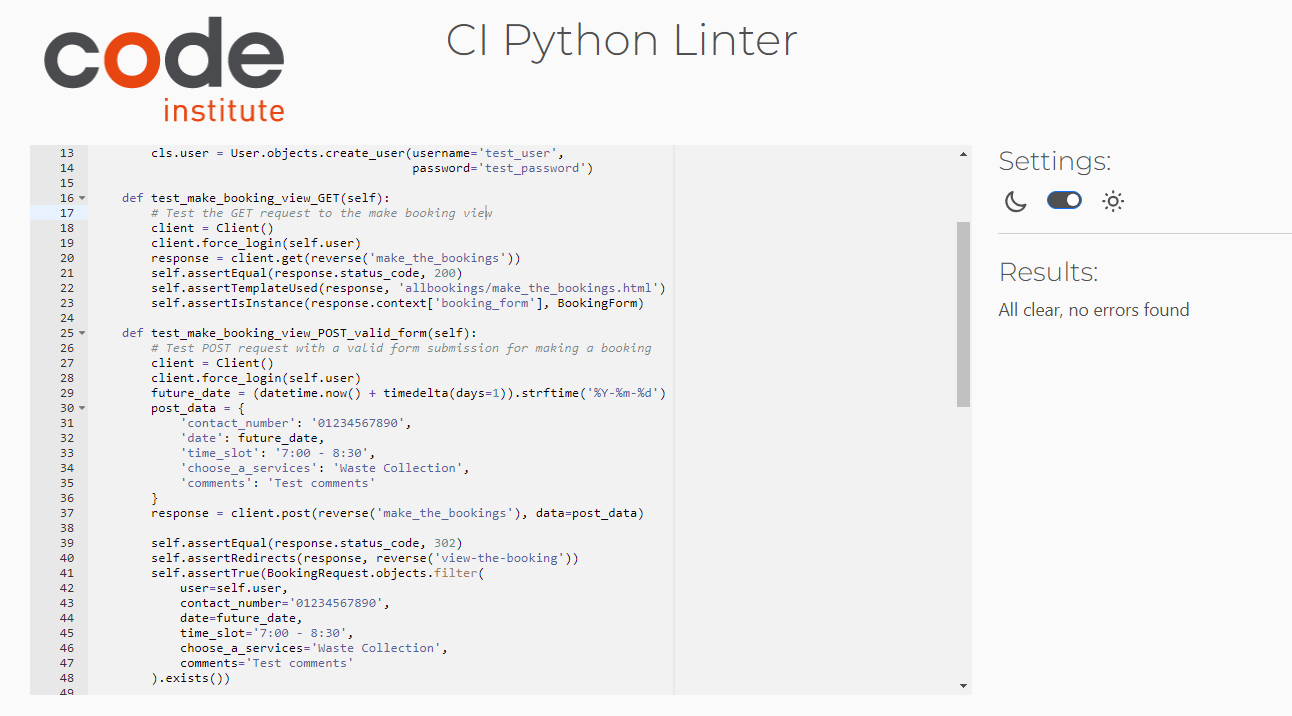 code
institute
CI Python Linter
13 cls.user = User.objects.create_user(username='test_user',
14 password='test_password')
15
16 def test_make_booking_view_GET(self):
17 # Test the GET request to the make booking view
18 client = Client()
19 client.force_login(self.user)
20 response = client.get(reverse('make_the_bookings'))
21 self.assertEqual(response.status_code, 200)
22 self.assertTemplateUsed(response, 'allbookings/make_the_bookings.html')
23 self.assertIsInstance(response.context['booking_form'], BookingForm)
24
25 def test_make_booking_view_POST_valid_form(self):
26 # Test POST request with a valid form submission for making a booking
27 client = Client()
28 client.force_login(self.user)
29 future_date = (datetime.now() + timedelta(days=1)).strftime('%Y-%m-%d')
30 post_data = {
31 'contact_number': '01234567890',
32 'date': future_date,
33 'time_slot': '7:00 - 8:30',
34 'choose_a_services': 'Waste Collection',
35 'comments': 'Test comments'
36 }
37 response = client.post(reverse('make_the_bookings'), data=post_data)
38
39 self.assertEqual(response.status_code, 302)
40 self.assertRedirects(response, reverse('view-the-booking'))
41 self.assertTrue(BookingRequest.objects.filter(
42 user=self.user,
43 contact_number='01234567890',
44 date=future_date,
45 time_slot='7:00 - 8:30',
46 choose_a_services='Waste Collection',
47 comments='Test comments'
48 ).exists())
49
Settings:
Results:
All clear, no errors found